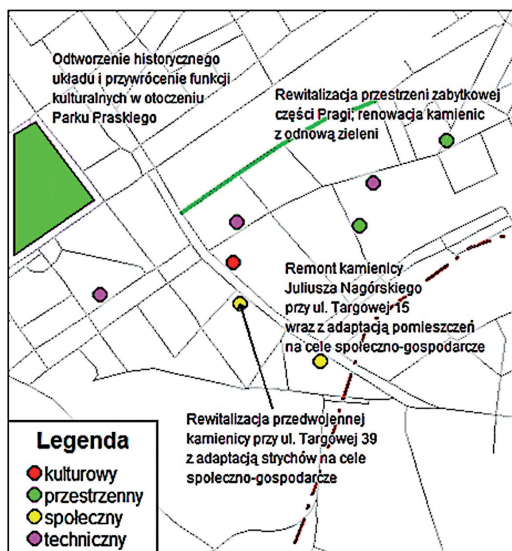 Odtworzenie historycznego
układu i przywrócenie funkcji
kulturalnych w otoczeniu
Parku Praskiego
Rewitalizacja przestrzeni zabytkowej
części Pragi, renowacja kamienic
z odnową zieleni
Remont kamienicy
Juliusza Nagórskiego
przy ul. Targowej 15
wraz z adaptacją pomieszczeń
na cele społeczno-gospodarcze
Rewitalizacja przedwojennej
kamienicy przy ul. Targowej 39
z adaptacją strychów na cele
społeczno-gospodarcze
Legenda
kulturowy
przestrzenny
społeczny
techniczny